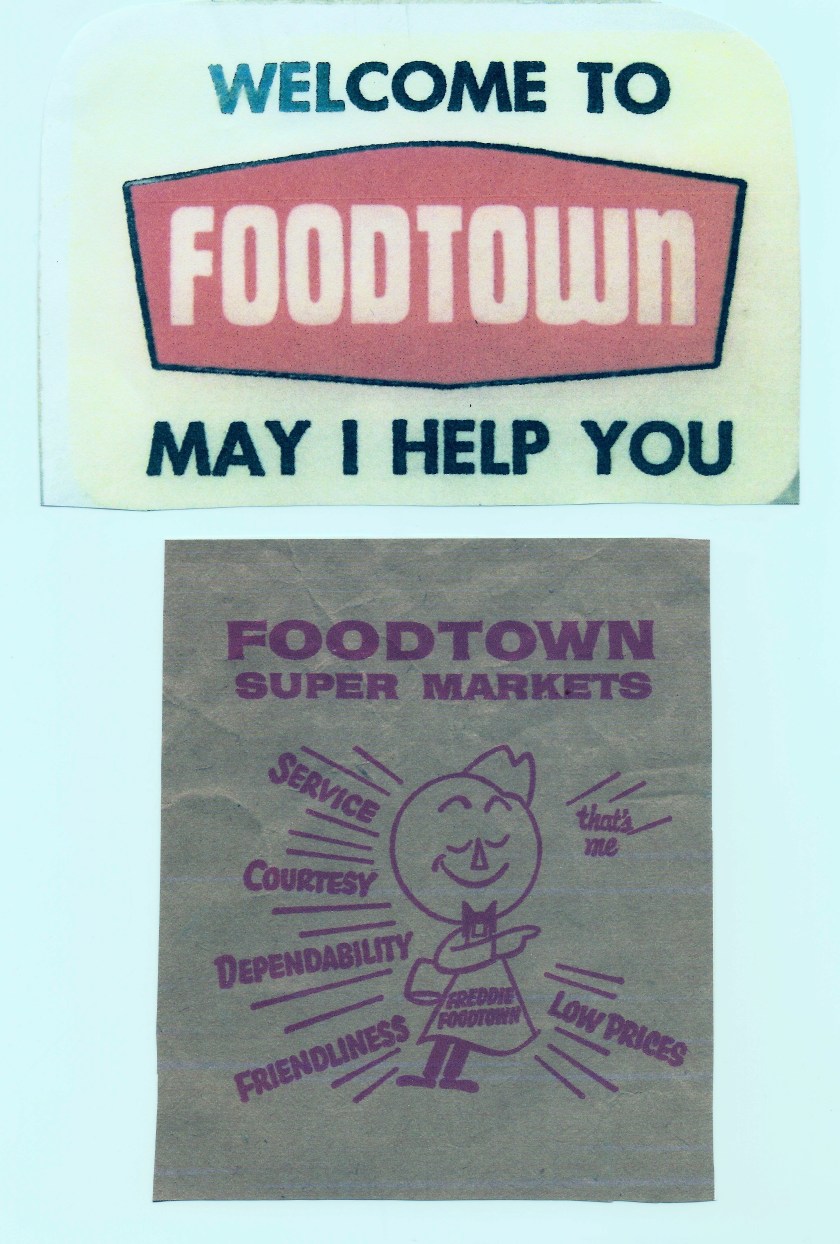 WELCOME TO
FOODTOWN
MAY I HELP YOU
FOODTOWN
SUPER MARKETS
SERVICE
that's
me
COURTESY
DEPENDABILITY
FREDDIE
FOODTOWN
LOW PRICES
FRIENDLINESS